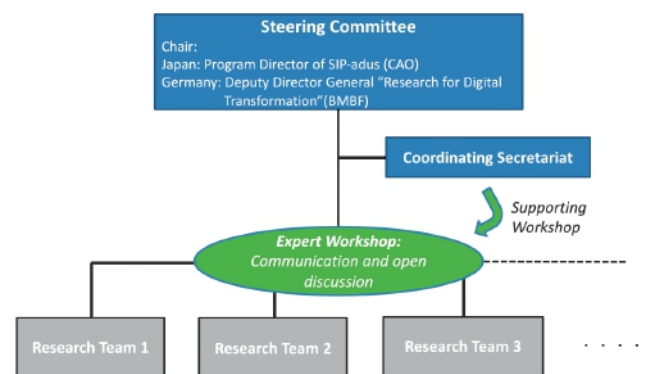 Steering Committee
Chair:
Japan: Program Director of SIP-adus (CAO)
Germany: Deputy Director General “Research for Digital
Transformation”(BMBF)
Coordinating Secretariat
Supporting
Workshop
Expert Workshop:
Communication and open
discussion
Research Team 1
Research Team 2
Research Team 3
. . . .